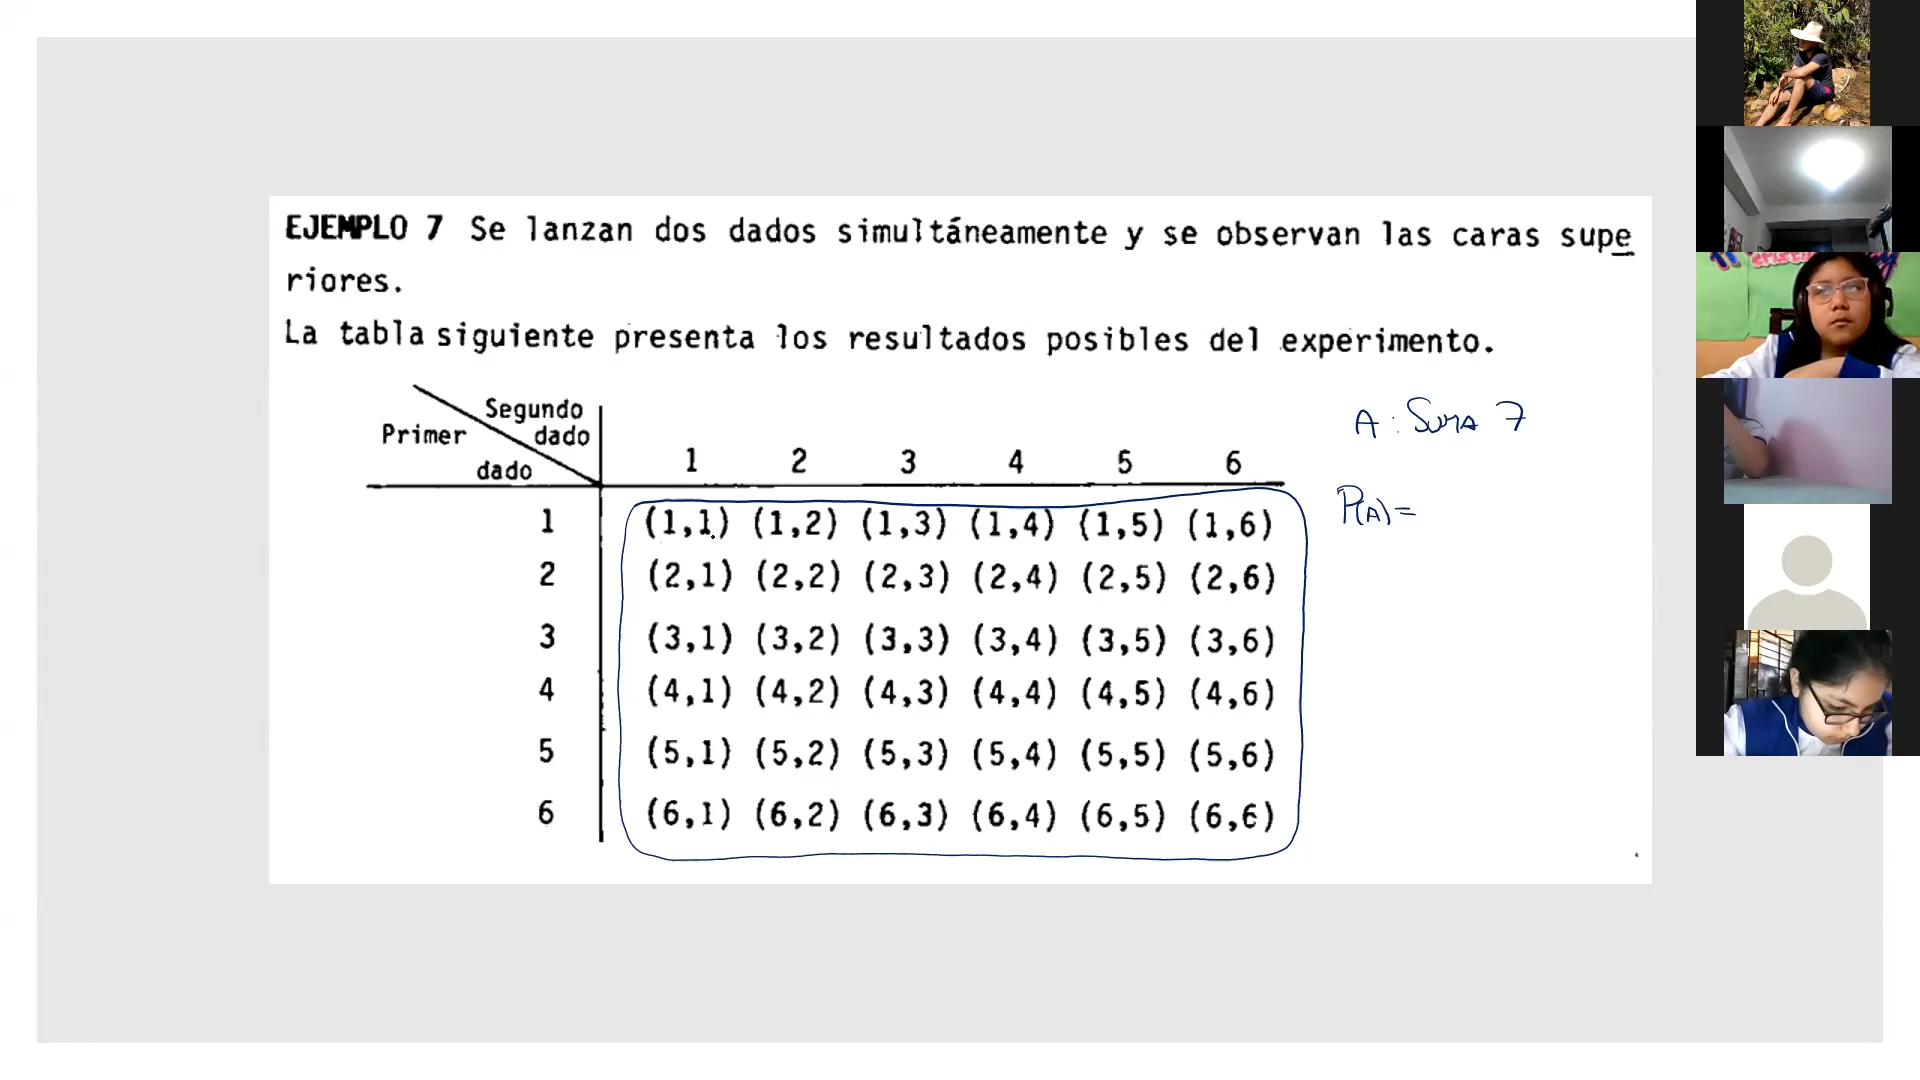 EJEMPLO 7 Se lanzan dos dados simultáneamente y se observan las caras supe
riores.
La tabla siguiente presenta los resultados posibles del experimento.
Segundo
dado
Primer
dado
1 2 3 4 5 6
A : Suma 7
P(A)=
1 (1,1) (1,2) (1,3) (1,4) (1,5) (1,6)
2 (2,1) (2,2) (2,3) (2,4) (2,5) (2,6)
3 (3,1) (3,2) (3,3) (3,4) (3,5) (3,6)
4 (4,1) (4,2) (4,3) (4,4) (4,5) (4,6)
5 (5,1) (5,2) (5,3) (5,4) (5,5) (5,6)
6 (6,1) (6,2) (6,3) (6,4) (6,5) (6,6)